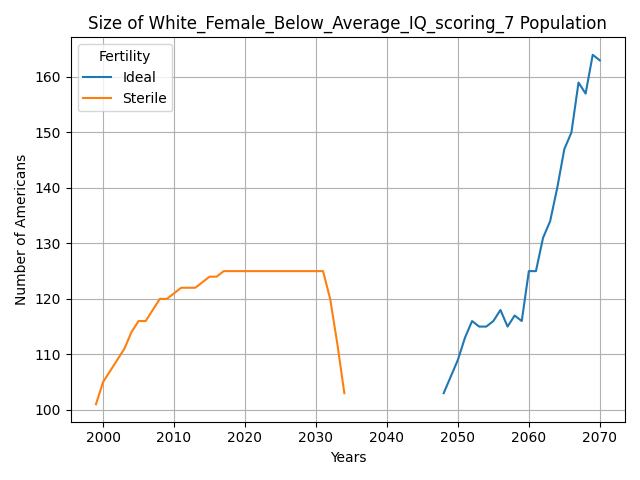 Size of White_Female_Below_Average_IQ_scoring_7 Population
Fertility
Ideal
Sterile
Number of Americans
160
150
140
130
120
110
100
2000 2010 2020 2030 2040 2050 2060 2070
Years